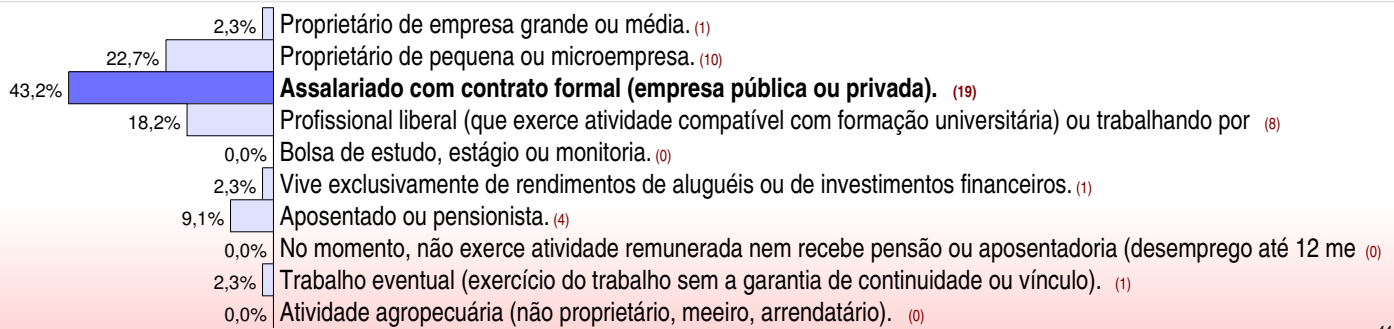 2,3% Proprietário de empresa grande ou média. (1)
22,7% Proprietário de pequena ou microempresa. (10)
43,2% Assalariado com contrato formal (empresa pública ou privada). (19)
18,2% Profissional liberal (que exerce atividade compatível com formação universitária) ou trabalhando por (8)
0,0% Bolsa de estudo, estágio ou monitoria. (0)
2,3% Vive exclusivamente de rendimentos de aluguéis ou de investimentos financeiros. (1)
9,1% Aposentado ou pensionista. (4)
0,0% No momento, não exerce atividade remunerada nem recebe pensão ou aposentadoria (desemprego até 12 me (0)
2,3% Trabalho eventual (exercício do trabalho sem a garantia de continuidade ou vínculo). (1)
0,0% Atividade agropecuária (não proprietário, meeiro, arrendatário). (0)